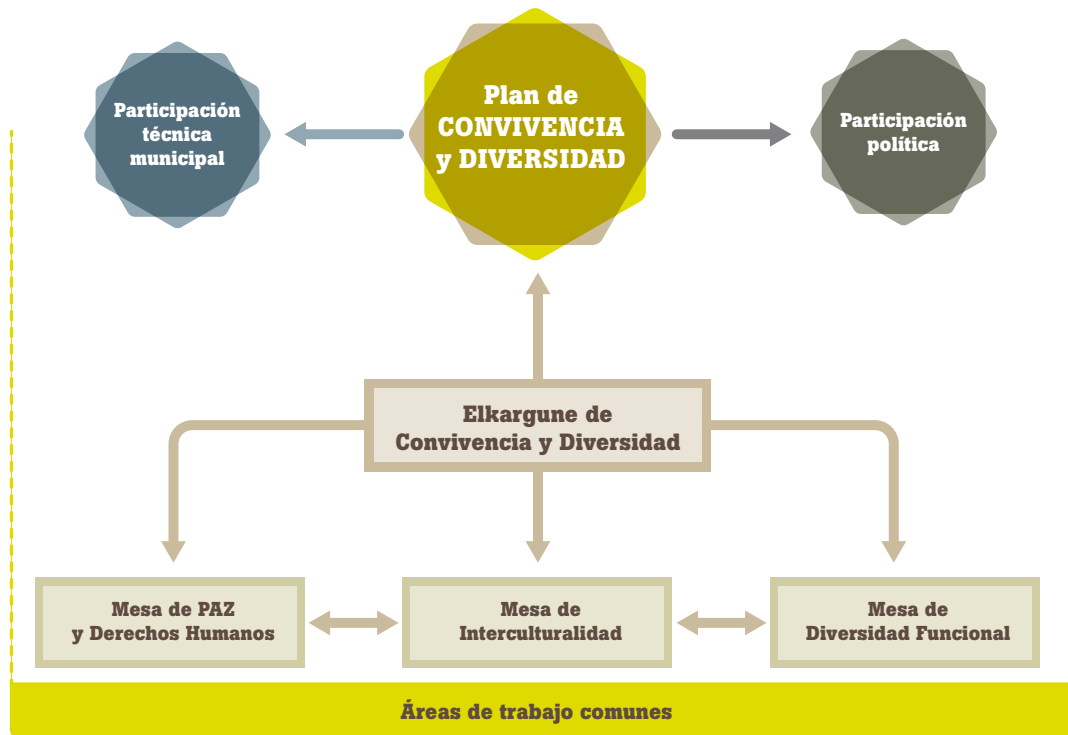 Participación
técnica
municipal
Plan de
CONVIVENCIA
y DIVERSIDAD
Participación
política
Elkargune de
Convivencia y Diversidad
Mesa de PAZ
y Derechos Humanos
Mesa de
Interculturalidad
Mesa de
Diversidad Funcional
Áreas de trabajo comunes